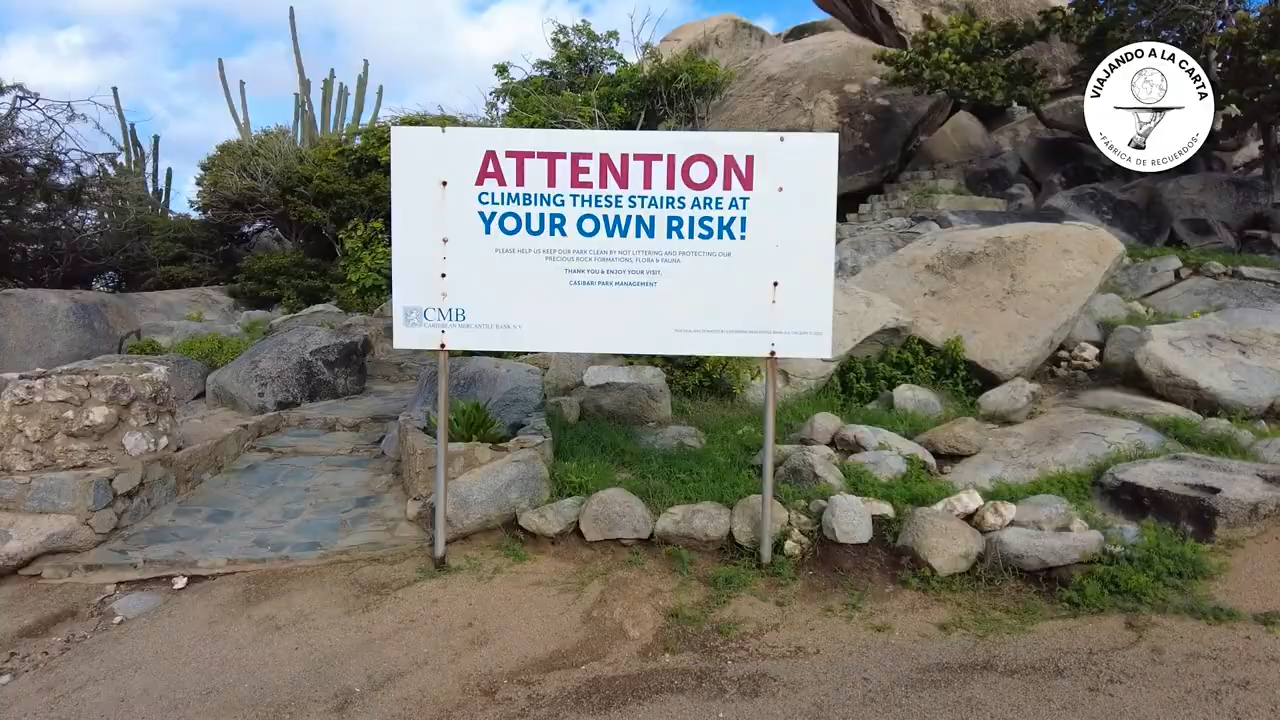 ATTENTION
CLIMBING THESE STAIRS ARE AT
YOUR OWN RISK!
PLEASE HELP US KEEP OUR PARK CLEAN BY NOT LITTERING AND PROTECTING OUR
PRECIOUS ROCK FORMATIONS, FLORA & FAUNA.
THANK YOU & ENJOY YOUR VISIT,
CASIBARI PARK MANAGEMENT
CMB
CARIBBEAN MERCANTILE BANK N.V.
VIAJANDO A LA CARTA
-FÁBRICA DE RECUERDOS-